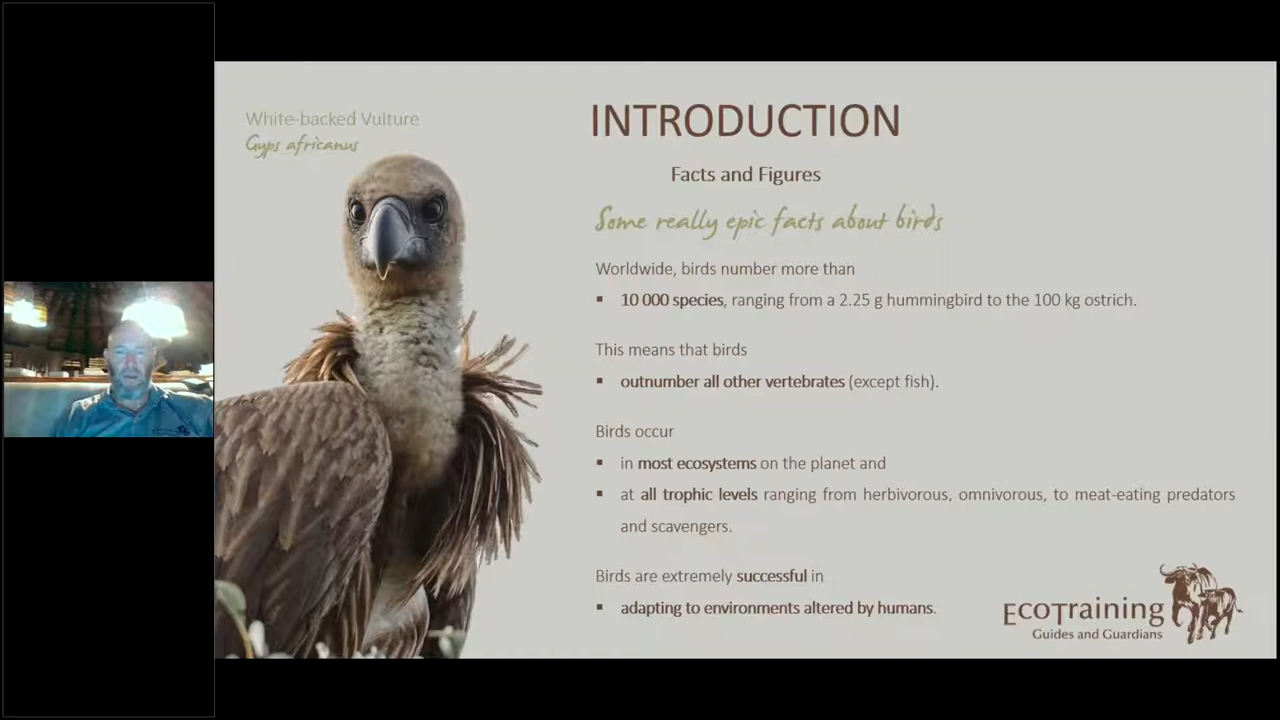 White-backed Vulture
Gyps africanus
INTRODUCTION
Facts and Figures
Some really epic facts about birds
Worldwide, birds number more than
▪ 10 000 species, ranging from a 2.25 g hummingbird to the 100 kg ostrich.
This means that birds
▪ outnumber all other vertebrates (except fish).
Birds occur
▪ in most ecosystems on the planet and
▪ at all trophic levels ranging from herbivorous, omnivorous, to meat-eating predators
and scavengers.
Birds are extremely successful in
▪ adapting to environments altered by humans.
EcoTraining
Guides and Guardians